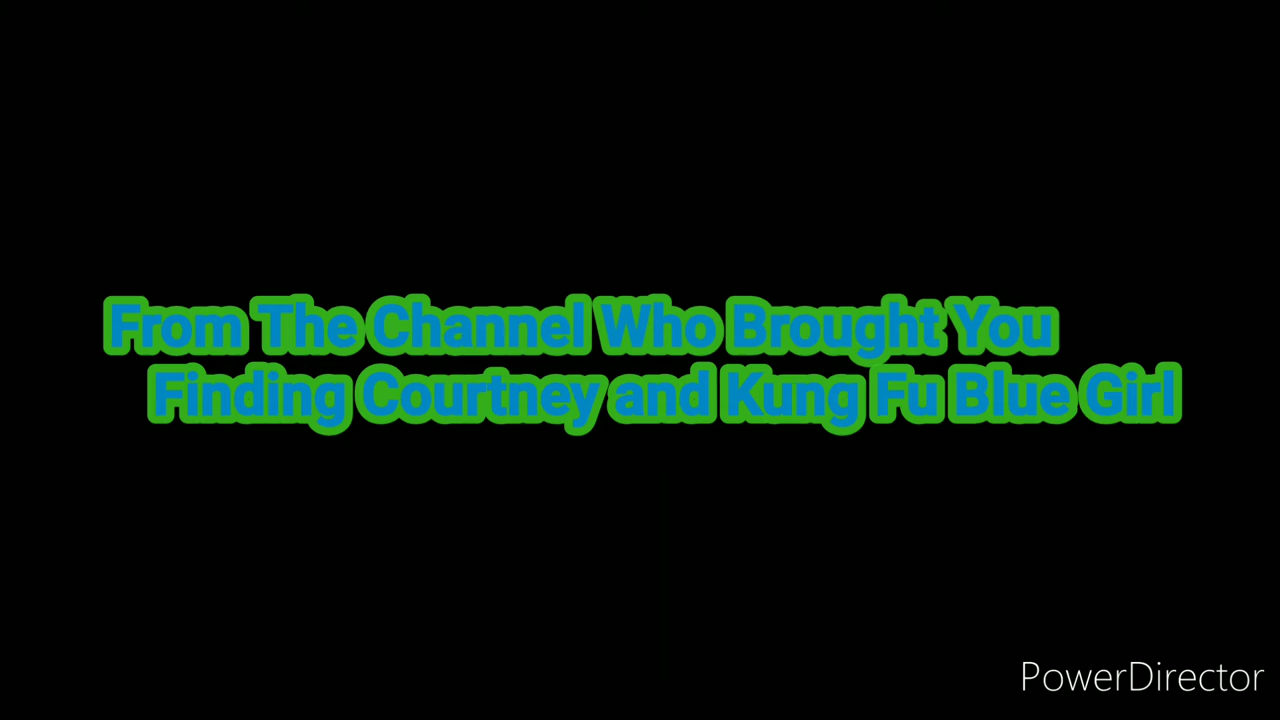 From The Channel Who Brought You
Finding Courtney and Kung Fu Blue Girl
PowerDirector